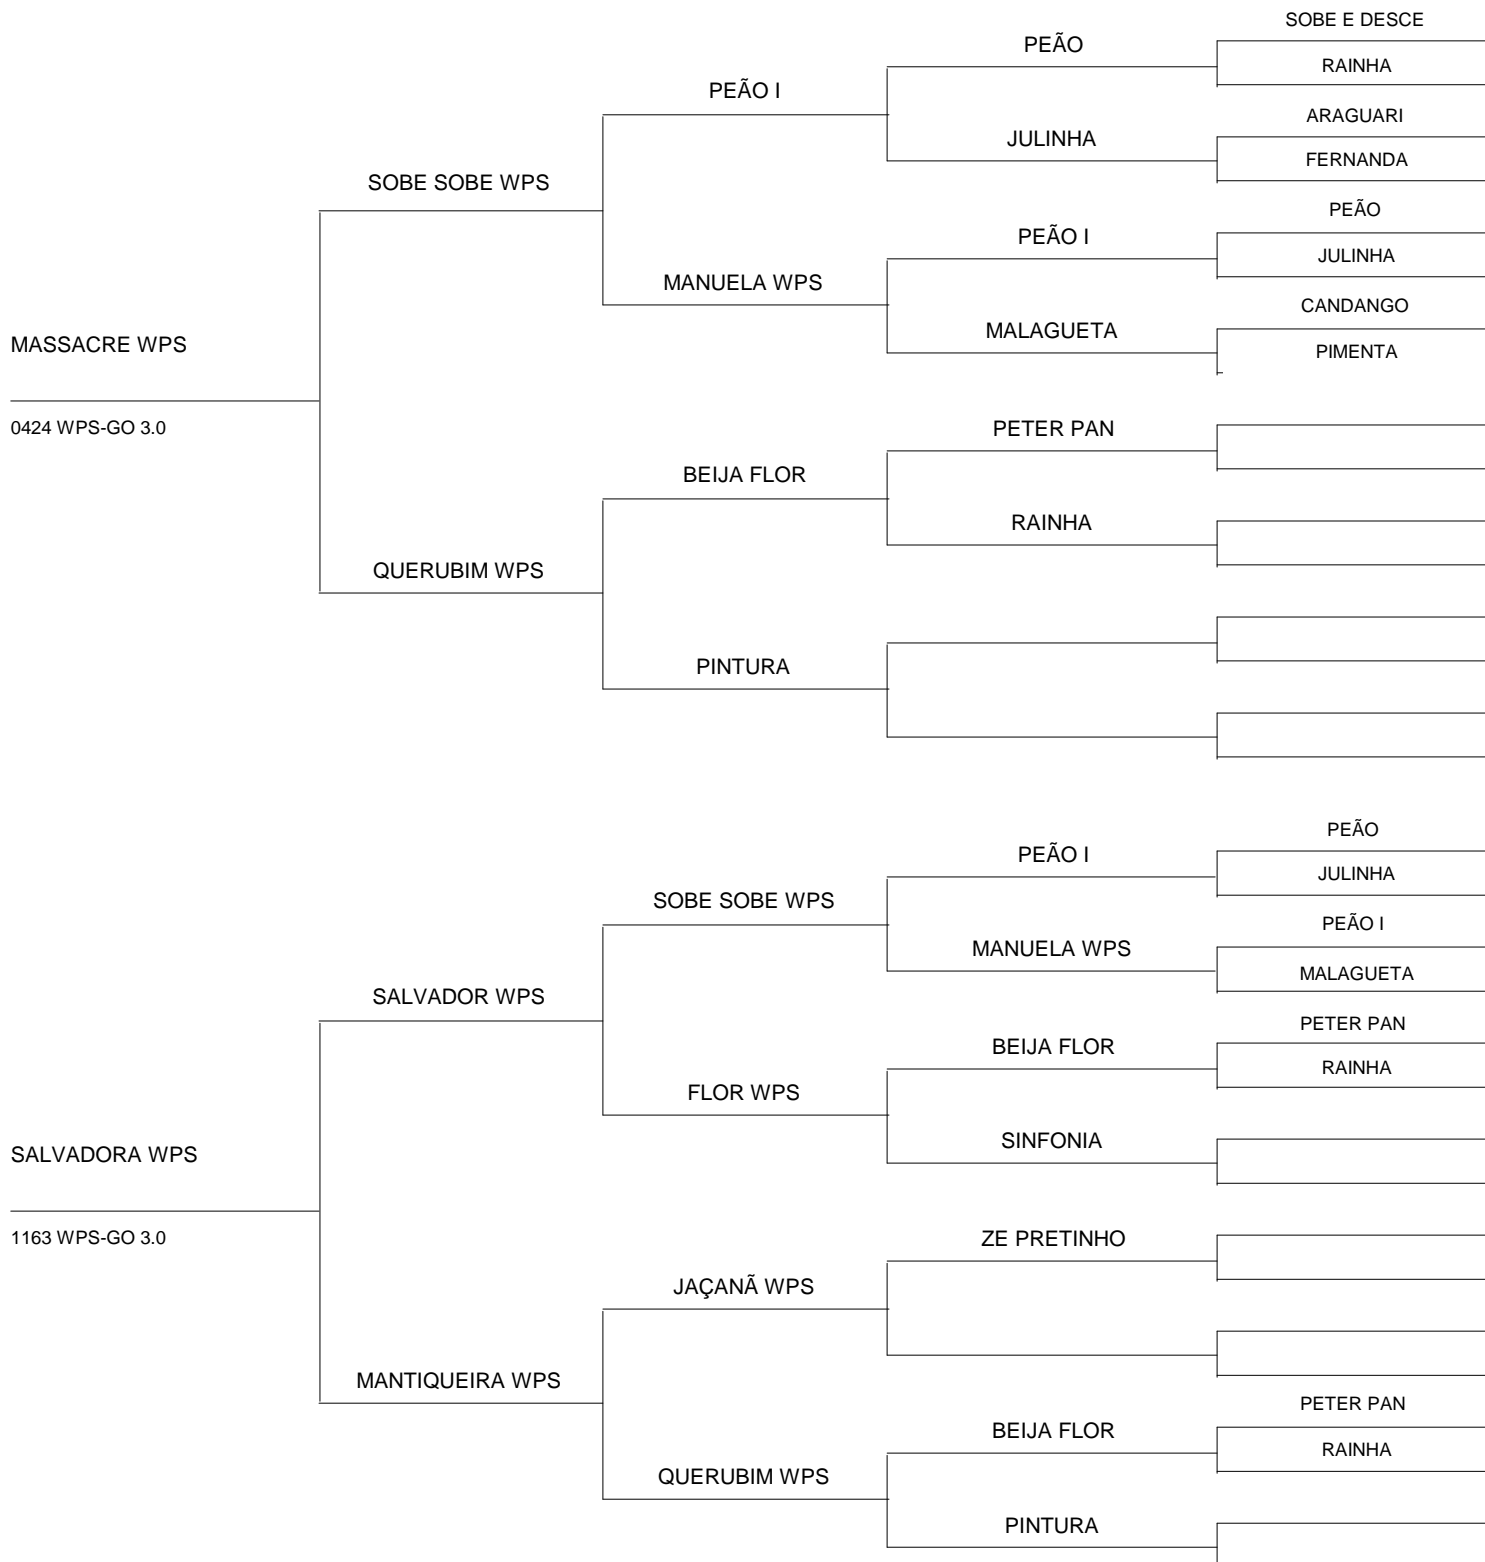 SOBE E DESCE
PEÃO
RAINHA
PEÃO I
ARAGUARI
JULINHA
FERNANDA
SOBE SOBE WPS
PEÃO
PEÃO I
JULINHA
MANUELA WPS
CANDANGO
MALAGUETA
MASSACRE WPS
PIMENTA
0424 WPS-GO 3.0
PETER PAN
BEIJA FLOR
RAINHA
QUERUBIM WPS
PINTURA
PEÃO
PEÃO I
JULINHA
SOBE SOBE WPS
PEÃO I
MANUELA WPS
MALAGUETA
SALVADOR WPS
PETER PAN
BEIJA FLOR
RAINHA
FLOR WPS
SINFONIA
SALVADORA WPS
1163 WPS-GO 3.0
ZE PRETINHO
JAÇANÃ WPS
MANTIQUEIRA WPS
PETER PAN
BEIJA FLOR
RAINHA
QUERUBIM WPS
PINTURA